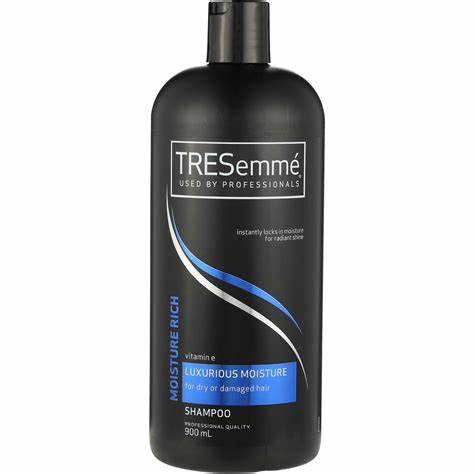 TRESemmé
USED BY PROFESSIONALS
instantly locks in moisture
for radiant shine
MOISTURE RICH
vitamin e
LUXURIOUS MOISTURE
for dry or damaged hair
SHAMPOO
PROFESSIONAL QUALITY
900 mL